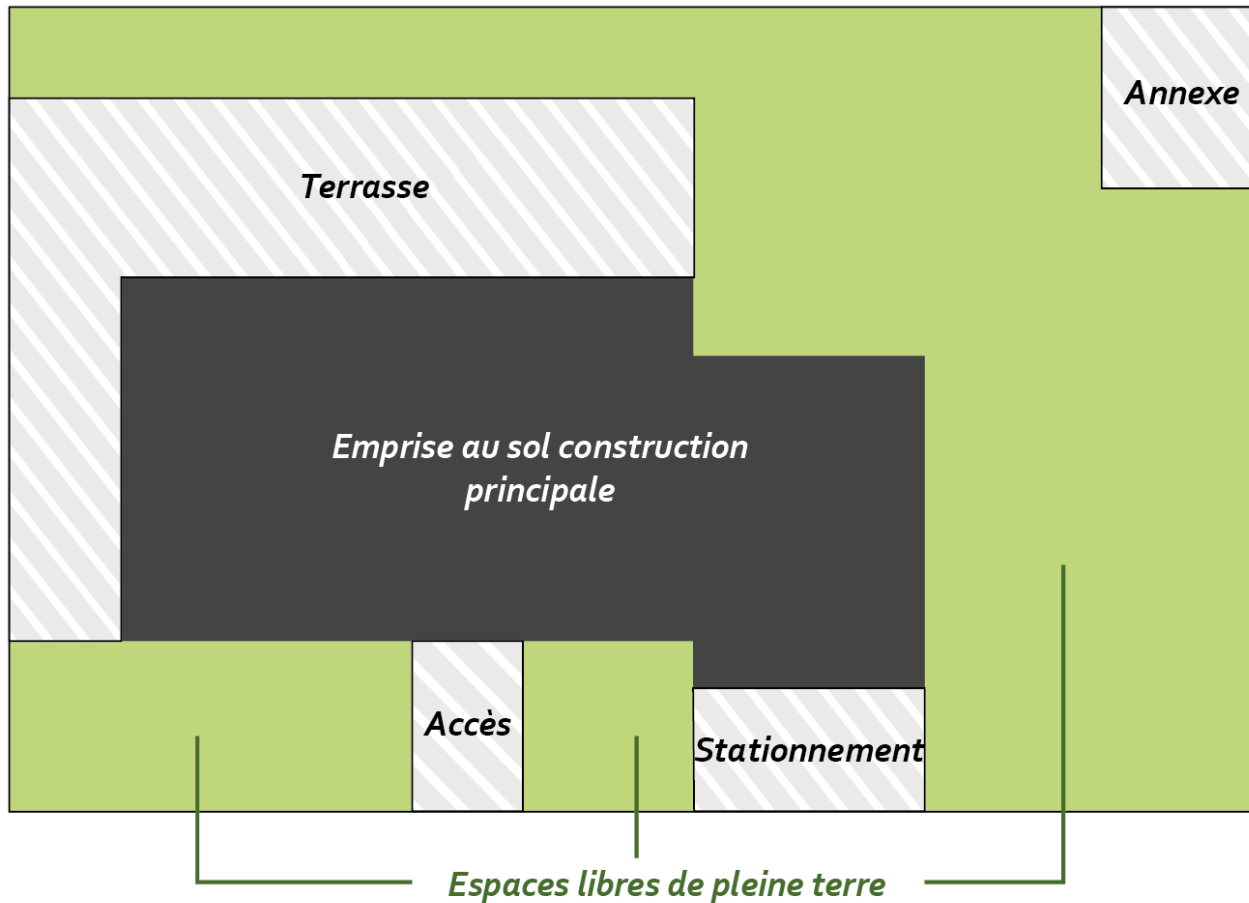 Annexe
Terrasse
Emprise au sol construction
principale
Accès
Stationnement
Espaces libres de pleine terre